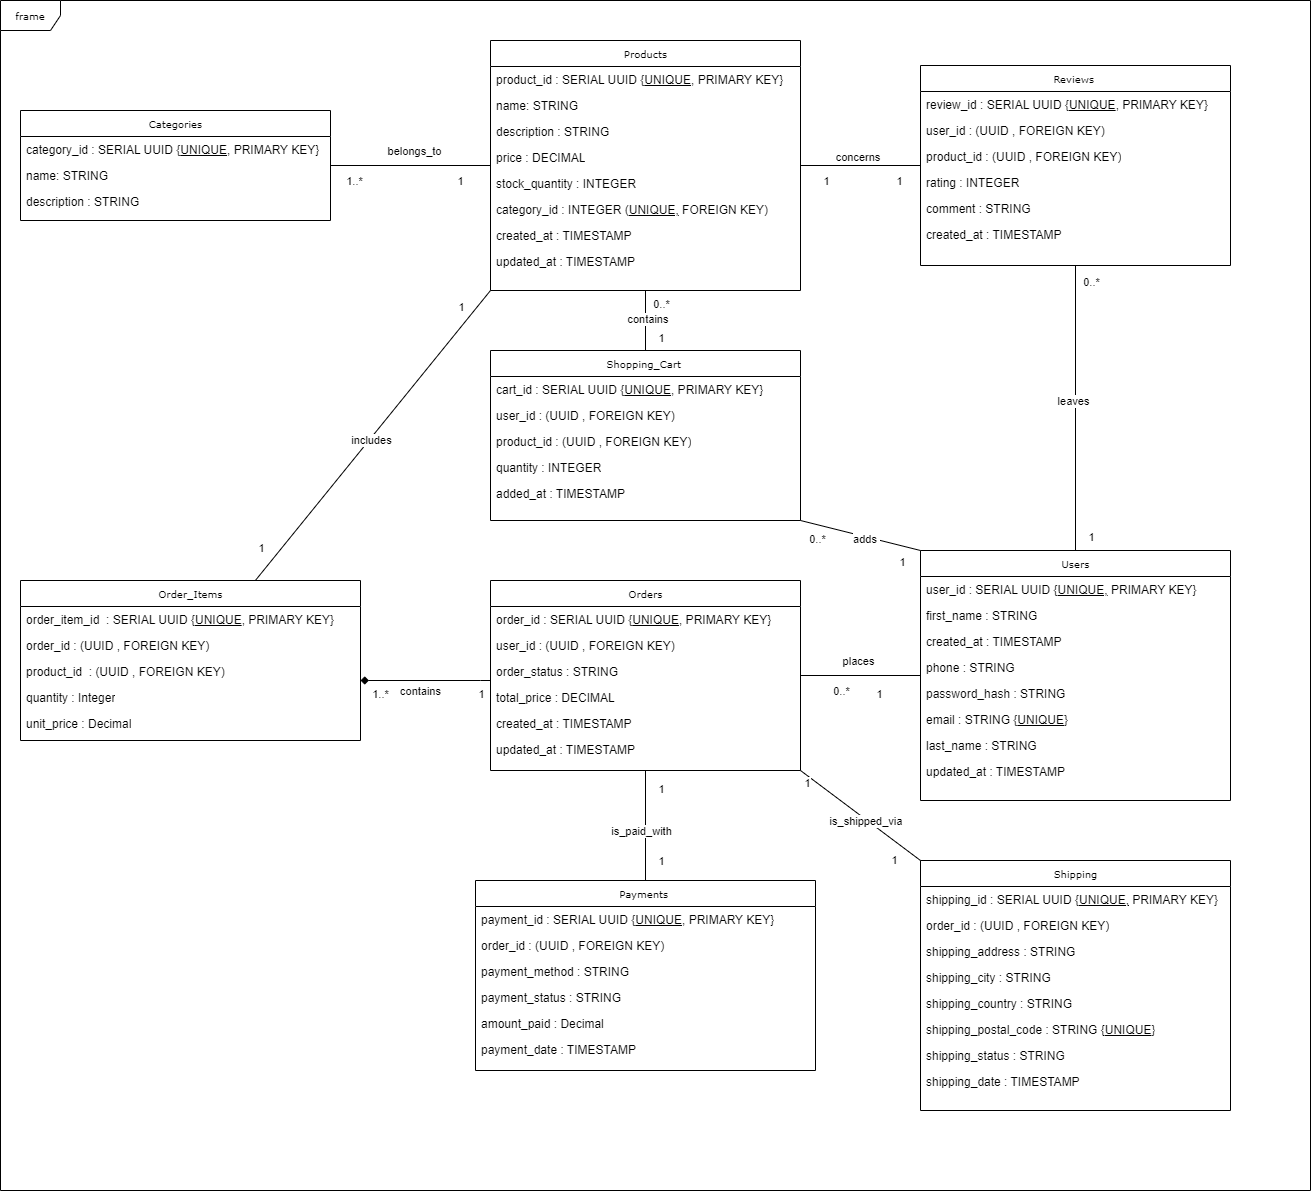 frame
Products
product_id : SERIAL UUID {UNIQUE, PRIMARY KEY}
name: STRING
description : STRING
price : DECIMAL
stock_quantity : INTEGER
category_id : INTEGER (UNIQUE, FOREIGN KEY)
created_at : TIMESTAMP
updated_at : TIMESTAMP
Reviews
review_id : SERIAL UUID {UNIQUE, PRIMARY KEY}
user_id : (UUID , FOREIGN KEY)
product_id : (UUID , FOREIGN KEY)
rating : INTEGER
comment : STRING
created_at : TIMESTAMP
Categories
category_id : SERIAL UUID {UNIQUE, PRIMARY KEY}
name: STRING
description : STRING
belongs_to
1..*
1
concerns
1
1
1
0..*
contains
1
0..*
Shopping_Cart
cart_id : SERIAL UUID {UNIQUE, PRIMARY KEY}
user_id : (UUID , FOREIGN KEY)
product_id : (UUID , FOREIGN KEY)
quantity : INTEGER
added_at : TIMESTAMP
leaves
includes
1
0..*
adds
1
1
Users
user_id : SERIAL UUID {UNIQUE, PRIMARY KEY}
first_name : STRING
created_at : TIMESTAMP
phone : STRING
password_hash : STRING
email : STRING {UNIQUE}
last_name : STRING
updated_at : TIMESTAMP
Order_Items
order_item_id : SERIAL UUID {UNIQUE, PRIMARY KEY}
order_id : (UUID , FOREIGN KEY)
product_id : (UUID , FOREIGN KEY)
quantity : Integer
unit_price : Decimal
1..*
contains
1
Orders
order_id : SERIAL UUID {UNIQUE, PRIMARY KEY}
user_id : (UUID , FOREIGN KEY)
order_status : STRING
total_price : DECIMAL
created_at : TIMESTAMP
updated_at : TIMESTAMP
places
0..*
1
1
is_paid_with
1
1
is_shipped_via
1
Payments
payment_id : SERIAL UUID {UNIQUE, PRIMARY KEY}
order_id : (UUID , FOREIGN KEY)
payment_method : STRING
payment_status : STRING
amount_paid : Decimal
payment_date : TIMESTAMP
Shipping
shipping_id : SERIAL UUID {UNIQUE, PRIMARY KEY}
order_id : (UUID , FOREIGN KEY)
shipping_address : STRING
shipping_city : STRING
shipping_country : STRING
shipping_postal_code : STRING {UNIQUE}
shipping_status : STRING
shipping_date : TIMESTAMP